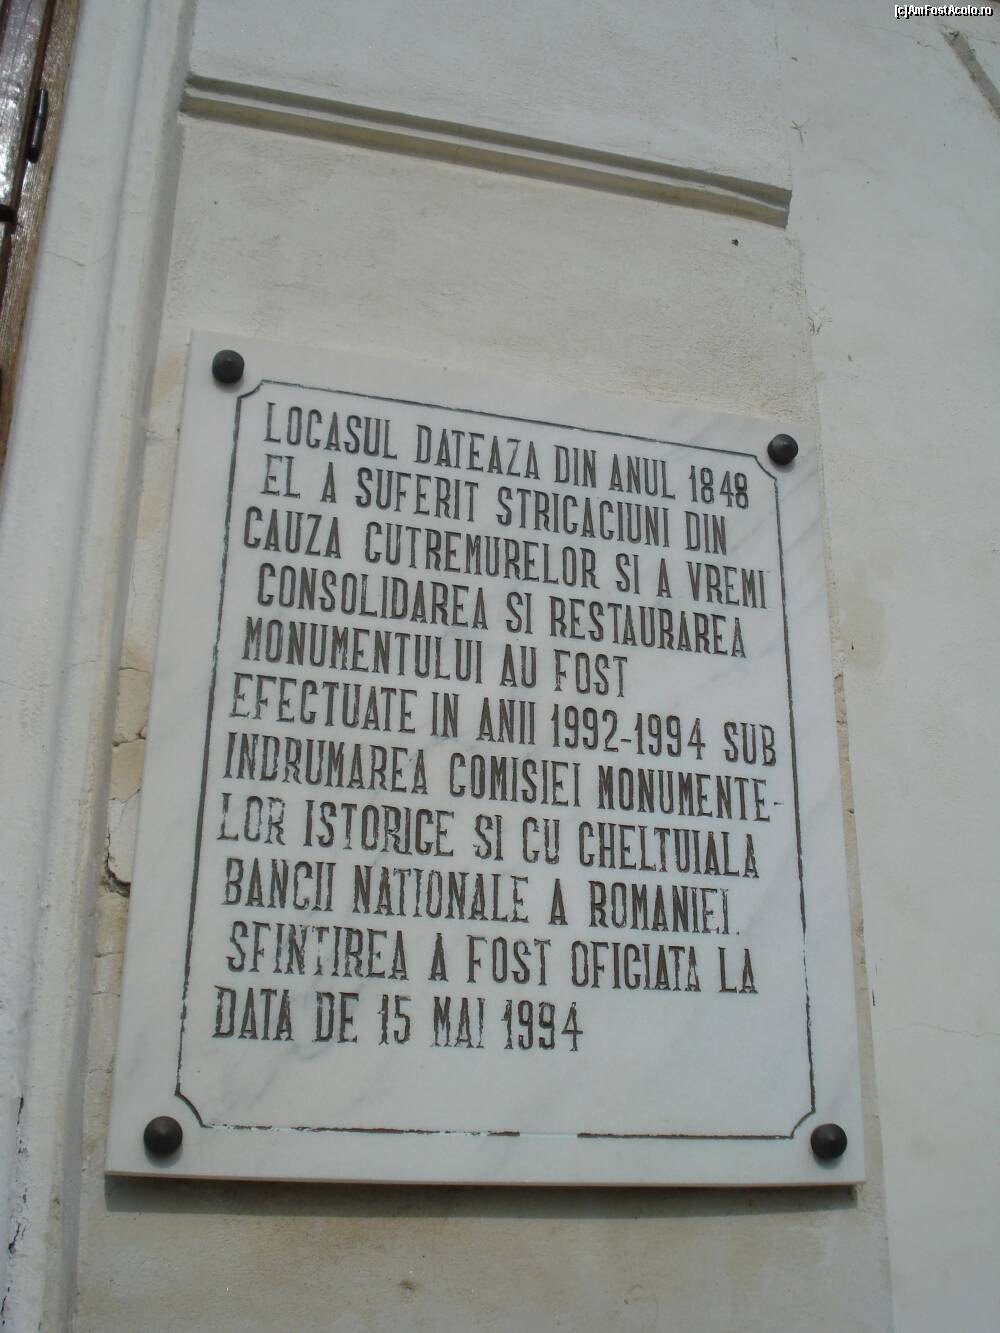 [c]AmFostAcolo.ro
LOCASUL DATEAZA DIN ANUL 1848
EL A SUFERIT STRICACIUNI DIN
CAUZA CUTREMURELOR SI A VREMI
CONSOLIDAREA SI RESTAURAREA
MONUMENTULUI AU FOST
EFECTUATE IN ANII 1992-1994 SUB
INDRUMAREA COMISIEI MONUMENTE-
LOR ISTORICE SI CU CHELTUIALA
BANCII NATIONALE A ROMANIEI.
SFINTIREA A FOST OFICIATA LA
DATA DE 15 MAI 1994